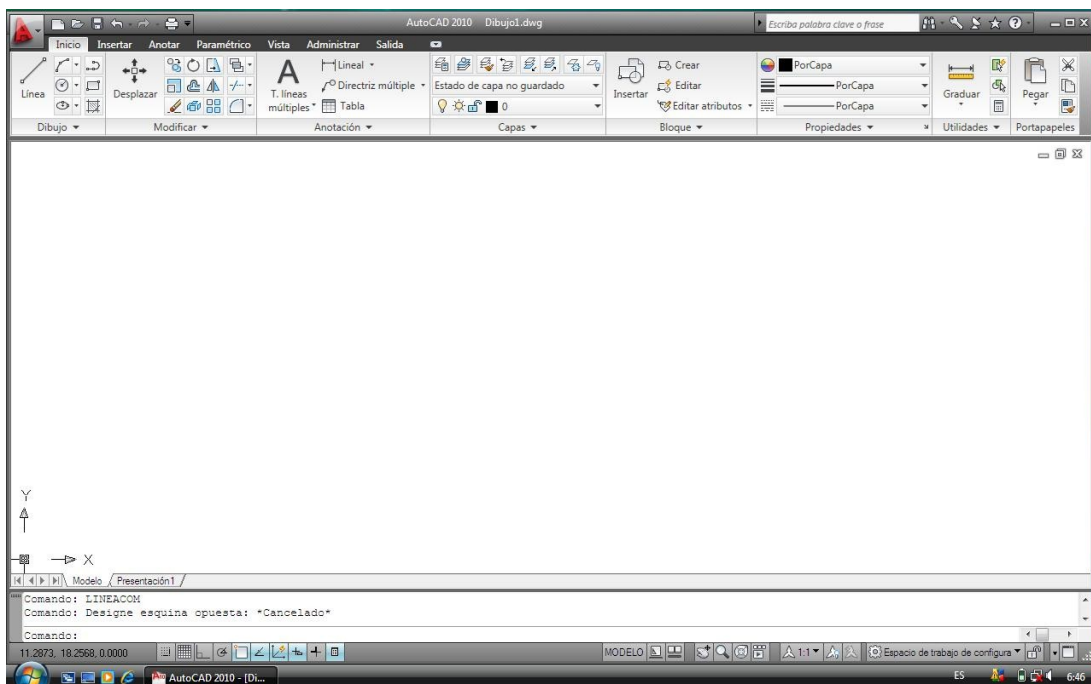 AutoCAD 2010 Dibujo1.dwg Escriba palabra clave o frase
Inicio Insertar Anotar Paramétrico Vista Administrar Salida
Línea
Desplazar
A
T. líneas
múltiples
Lineal
Directriz múltiple
Tabla
Estado de capa no guardado
0
Insertar
Crear
Editar
Editar atributos
PorCapa
PorCapa
PorCapa
Graduar
Pegar
Dibujo Modificar Anotación Capas Bloque Propiedades Utilidades Portapapeles
Y
X
Modelo Presentación1
Comando: LINEACOM
Comando: Designe esquina opuesta: *Cancelado*
Comando:
11.2873, 18.2568, 0.0000 MODELO 1:1 Espacio de trabajo de configura
AutoCAD 2010 - [Di... ES 6:46